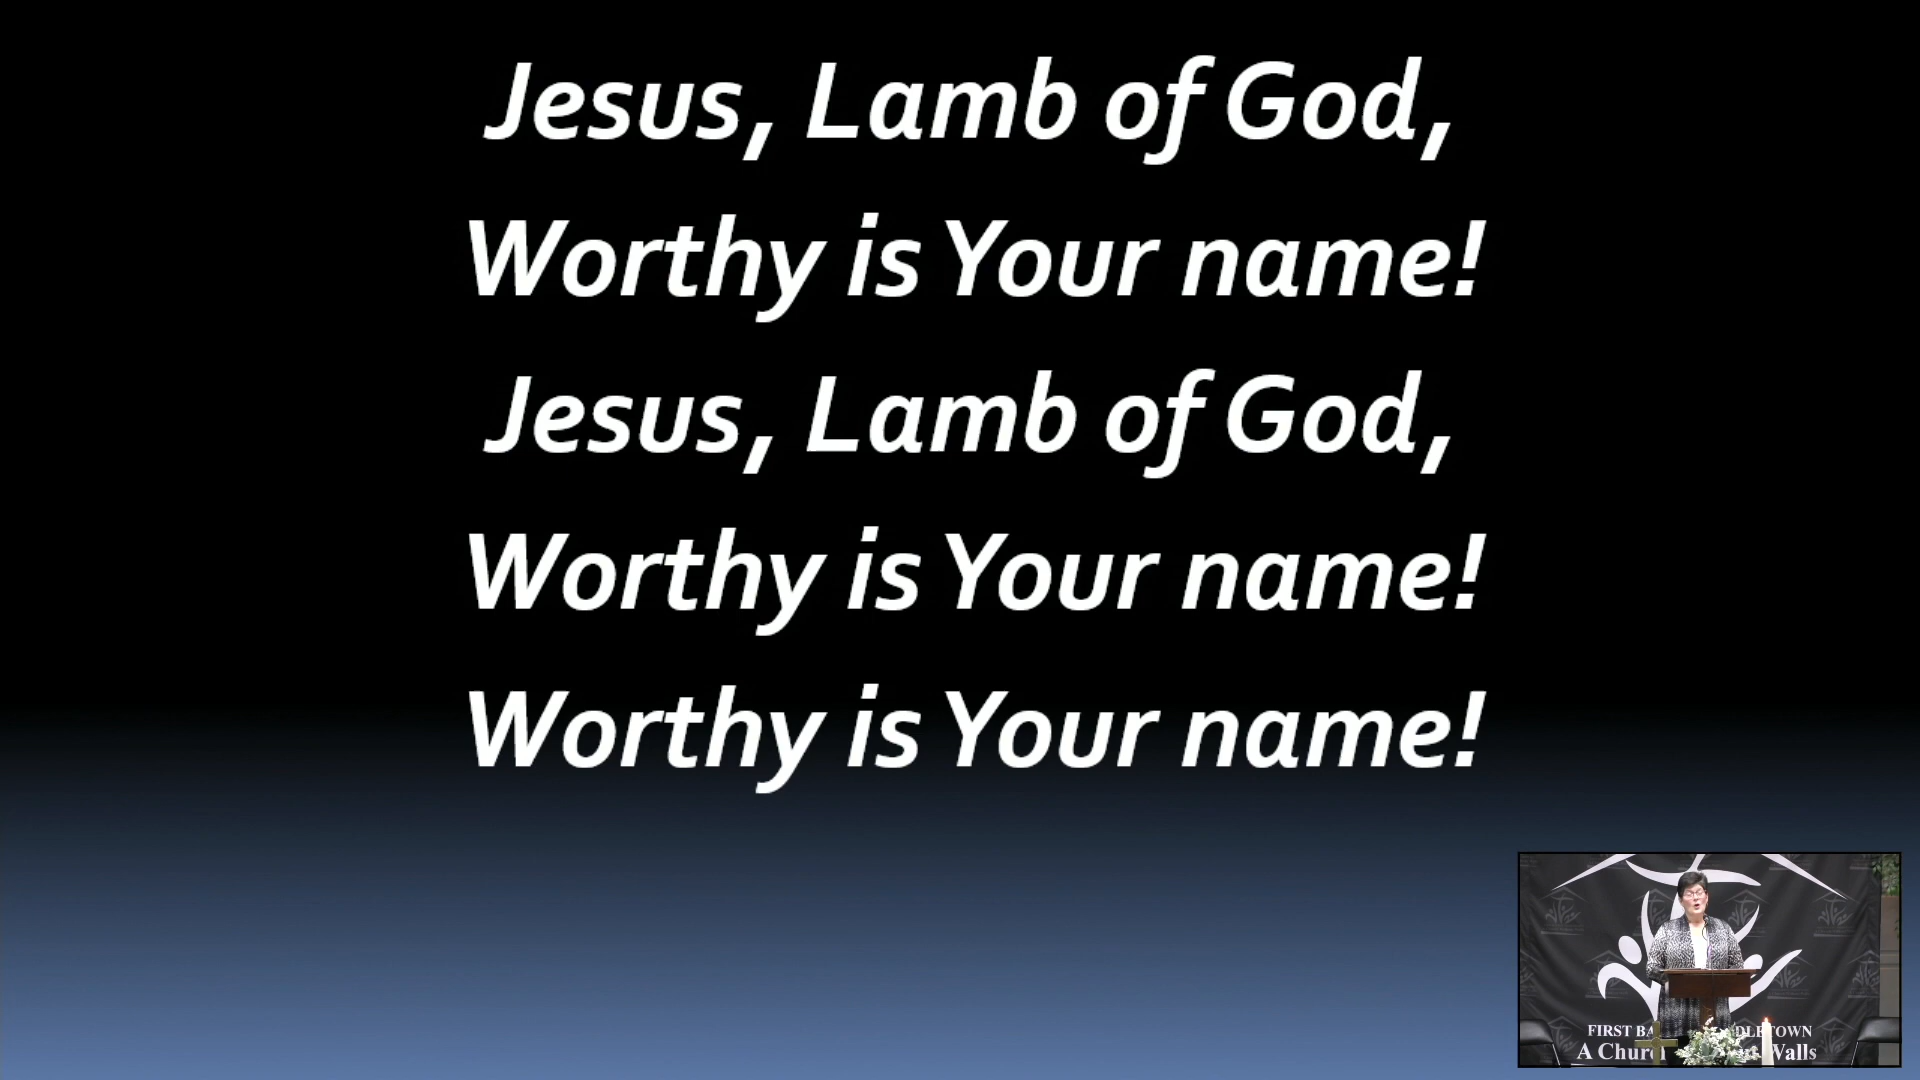 Jesus, Lamb of God,
Worthy is Your name!
Jesus, Lamb of God,
Worthy is Your name!
Worthy is Your name!
FIRST BA DLETOWN
A Church Walls